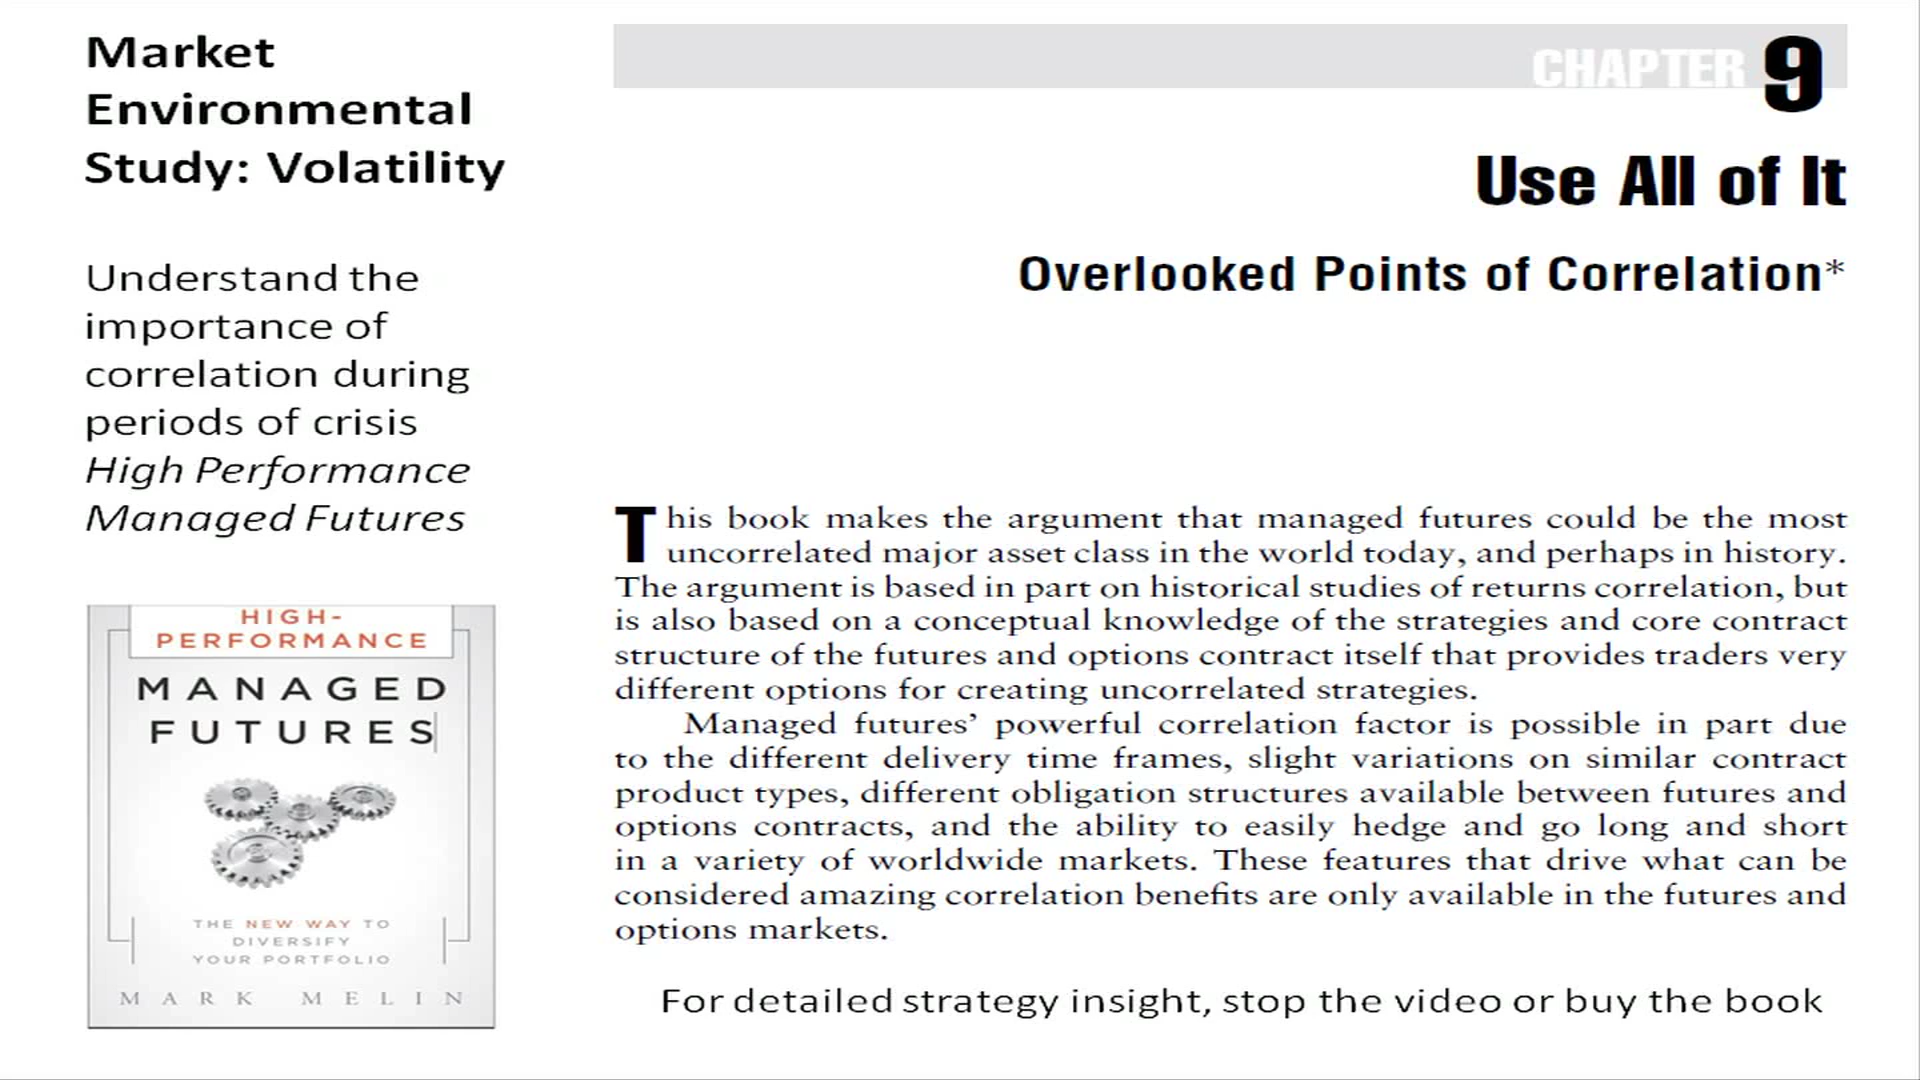 Market
Environmental
Study: Volatility
Understand the
importance of
correlation during
periods of crisis
High Performance
Managed Futures
HIGH-
PERFORMANCE
MANAGED
FUTURES
THE NEW WAY TO
DIVERSIFY
YOUR PORTFOLIO
MARK MELIN
CHAPTER 9
Use All of It
Overlooked Points of Correlation*
This book makes the argument that managed futures could be the most
uncorrelated major asset class in the world today, and perhaps in history.
The argument is based in part on historical studies of returns correlation, but
is also based on a conceptual knowledge of the strategies and core contract
structure of the futures and options contract itself that provides traders very
different options for creating uncorrelated strategies.
Managed futures’ powerful correlation factor is possible in part due
to the different delivery time frames, slight variations on similar contract
product types, different obligation structures available between futures and
options contracts, and the ability to easily hedge and go long and short
in a variety of worldwide markets. These features that drive what can be
considered amazing correlation benefits are only available in the futures and
options markets.
For detailed strategy insight, stop the video or buy the book